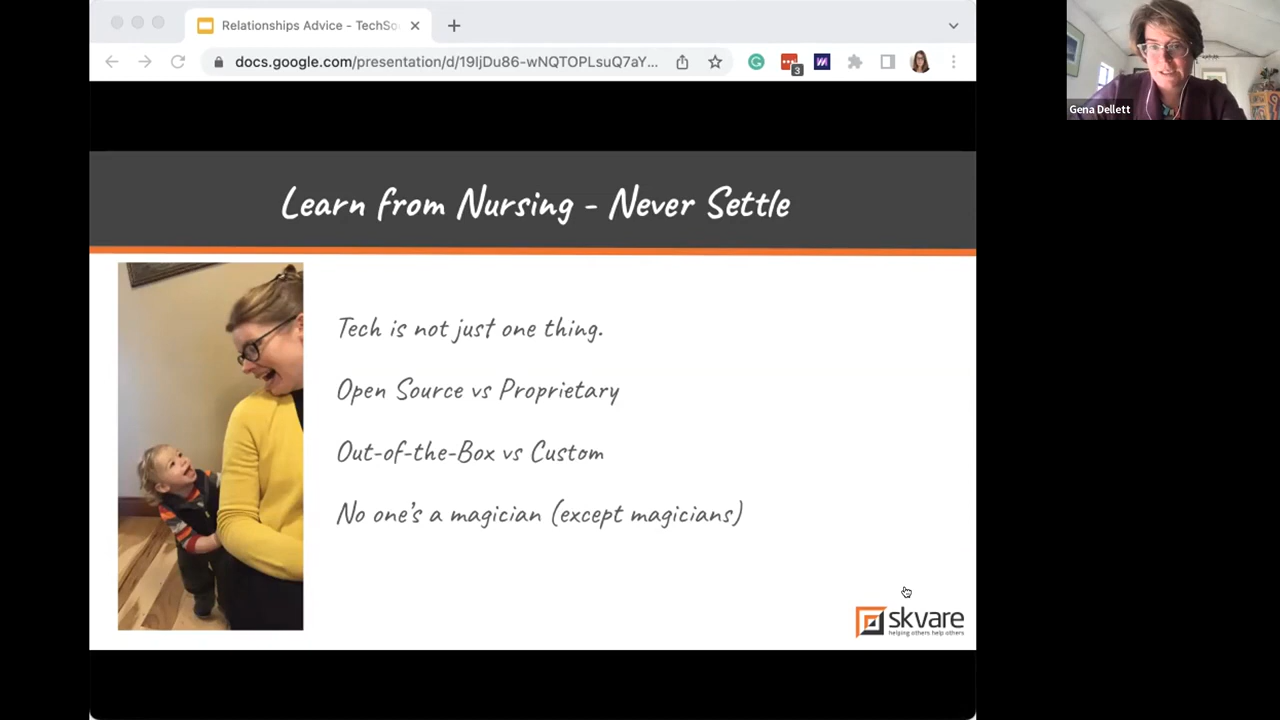 Relationships Advice - TechSo
docs.google.com/presentation/d/19IjDu86-wNQTOPLsuQ7aY...
3
Gena Dellett
Learn from Nursing - Never Settle
Tech is not just one thing.
Open Source vs Proprietary
Out-of-the-Box vs Custom
No one's a magician (except magicians)
skvare
helping others help others